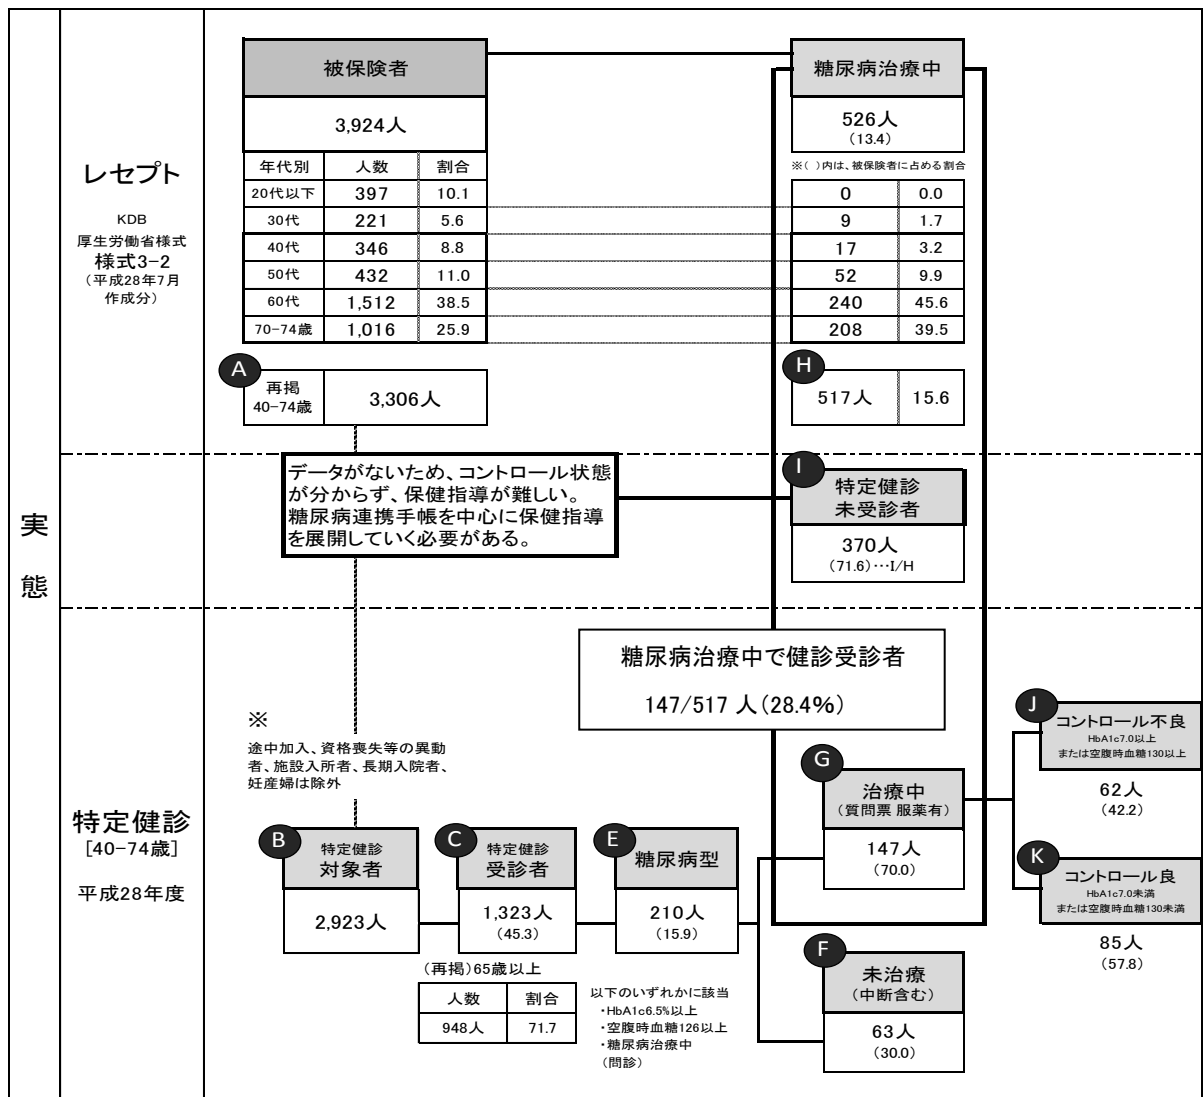 実
態
レセプト
KDB
厚生労働省様式
様式3-2
(平成28年7月
作成分)
被保険者
3,924人
年代別 人数 割合
20代以下 397 10.1
30代 221 5.6
40代 346 8.8
50代 432 11.0
60代 1,512 38.5
70-74歳 1,016 25.9
糖尿病治療中
526人
(13.4)
※( )内は、被保険者に占める割合
0 0.0
9 1.7
17 3.2
52 9.9
240 45.6
208 39.5
A
再掲
40-74歳
3,306人
H
517人 15.6
データがないため、コントロール状態
が分からず、保健指導が難しい。
糖尿病連携手帳を中心に保健指導
を展開していく必要がある。
I
特定健診
未受診者
370人
(71.6)…I/H
特定健診
[40-74歳]
平成28年度
糖尿病治療中で健診受診者
147/517 人(28.4%)
※
途中加入、資格喪失等の異動
者、施設入所者、長期入院者、
妊産婦は除外
B
特定健診
対象者
2,923人
C
特定健診
受診者
1,323人
(45.3)
(再掲)65歳以上
人数 割合
948人 71.7
E
糖尿病型
210人
(15.9)
以下のいずれかに該当
・HbA1c6.5%以上
・空腹時血糖126以上
・糖尿病治療中
(問診)
G
治療中
(質問票 服薬有)
147人
(70.0)
F
未治療
(中断含む)
63人
(30.0)
J
コントロール不良
HbA1c7.0以上
または空腹時血糖130以上
62人
(42.2)
K
コントロール良
HbA1c7.0未満
または空腹時血糖130未満
85人
(57.8)